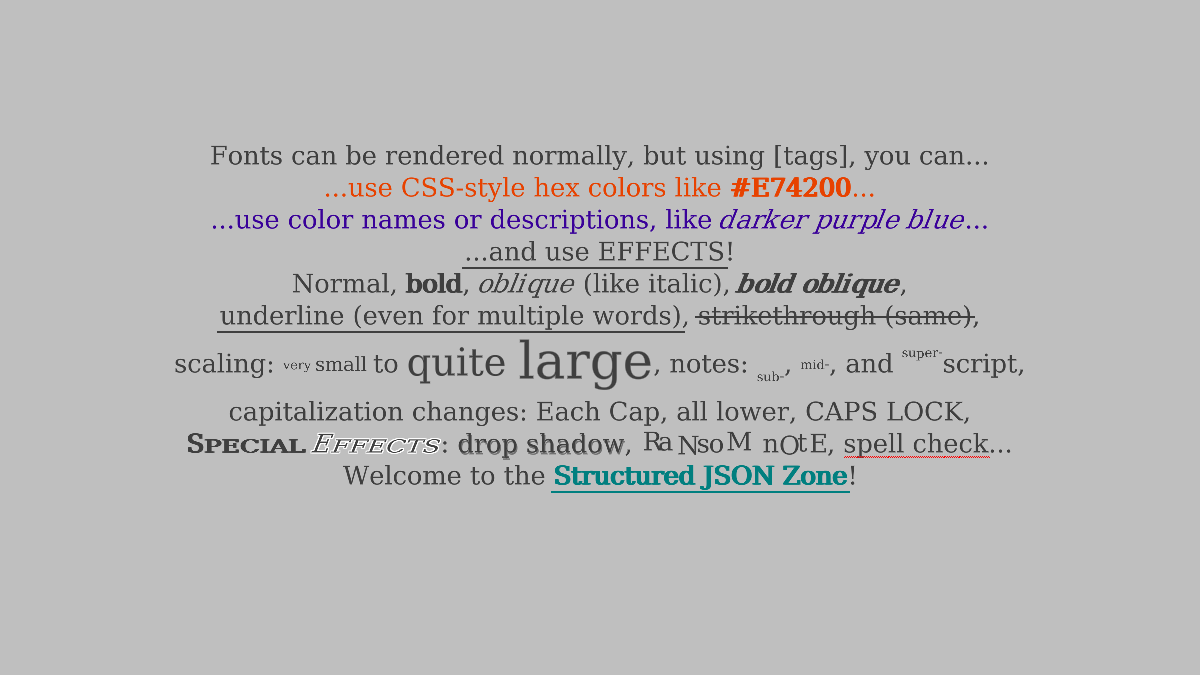 Fonts can be rendered normally, but using [tags], you can...
...use CSS-style hex colors like #E74200...
...use color names or descriptions, like darker purple blue...
...and use EFFECTS!
Normal, bold, oblique (like italic), bold oblique,
underline (even for multiple words), strikethrough (same),
scaling: very small to quite large, notes: sub-, mid-, and super-script,
capitalization changes: Each Cap, all lower, CAPS LOCK,
SPECIAL EFFECTS: drop shadow, Ra NsoM nOtE, spell check...
Welcome to the Structured JSON Zone!